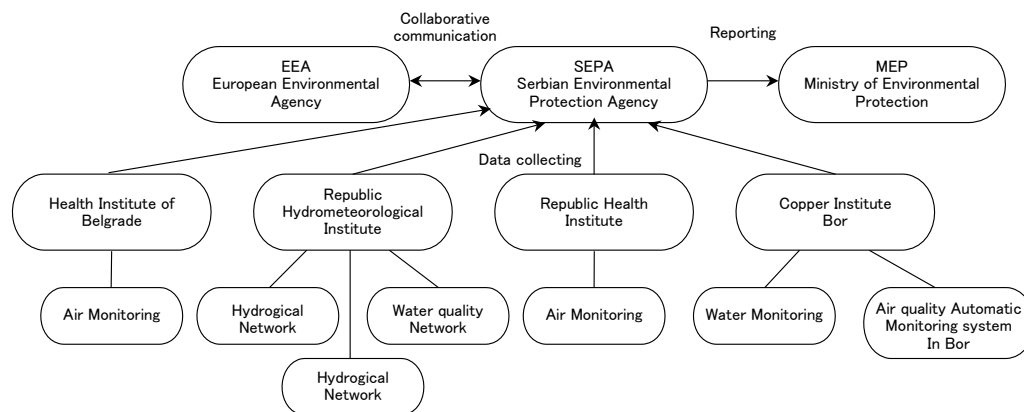 Collaborative
communication
Reporting
EEA
European Environmental
Agency
SEPA
Serbian Environmental
Protection Agency
MEP
Ministry of Environmental
Protection
Data collecting
Health Institute of
Belgrade
Republic
Hydrometeorological
Institute
Republic Health
Institute
Copper Institute
Bor
Air Monitoring
Hydrogical
Network
Water quality
Network
Air Monitoring
Water Monitoring
Air quality Automatic
Monitoring system
In Bor
Hydrogical
Network